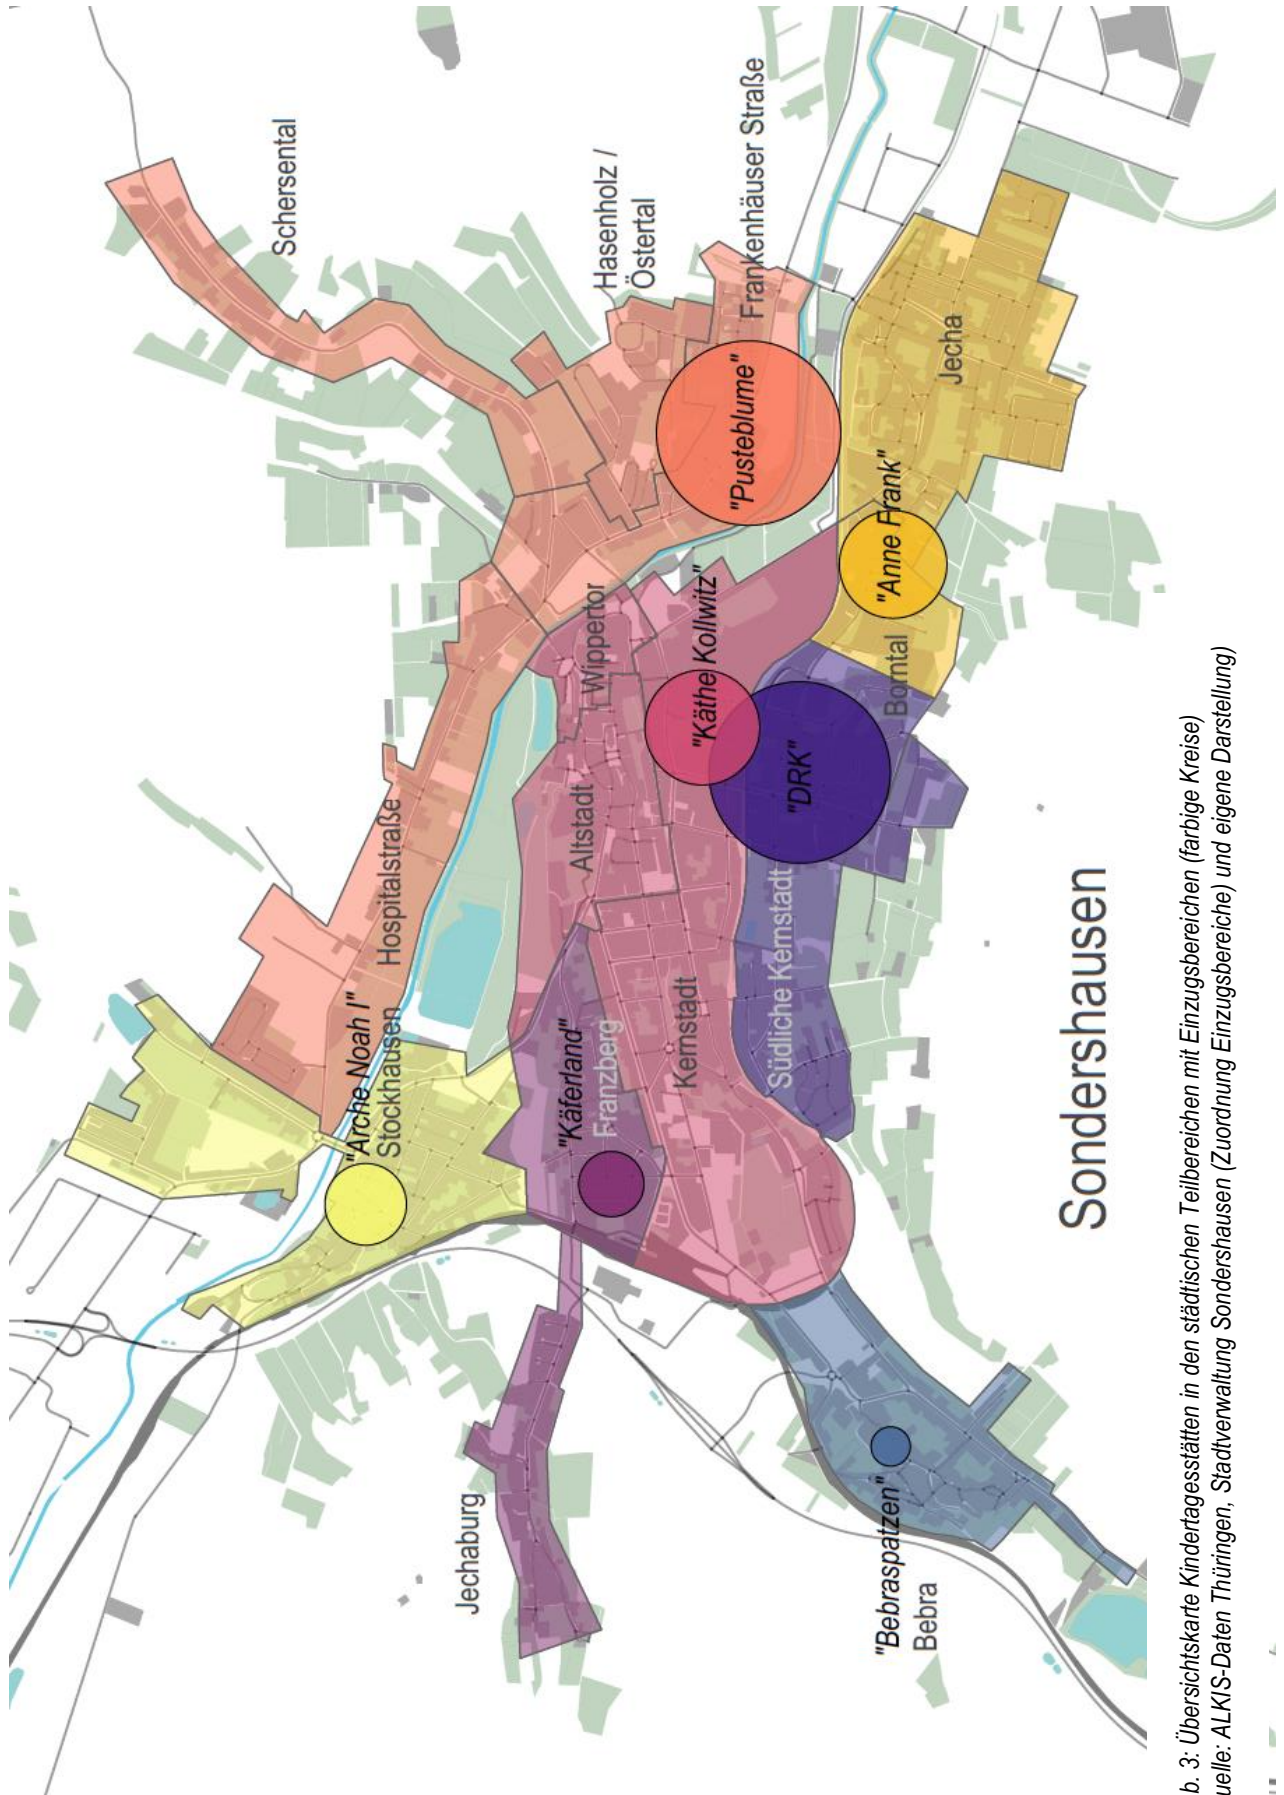 Schersental
"Arche Noah I"
Stockhausen
Hospitalstraße
Jechaburg
"Käferland"
Franzberg
Altstadt
Wippertor
Hasenholz /
Östertal
Kernstadt
"Käthe Kollwitz"
"Pusteblume"
Frankenhäuser Straße
Südliche Kernstadt
"DRK"
"Bebraspatzen"
Bebra
Borntal
"Anne Frank"
Jecha
Sondershausen
b. 3: Übersichtskarte Kindertagesstätten in den städtischen Teilbereichen mit Einzugsbereichen (farbige Kreise)
uelle: ALKIS-Daten Thüringen, Stadtverwaltung Sondershausen (Zuordnung Einzugsbereiche) und eigene Darstellung)